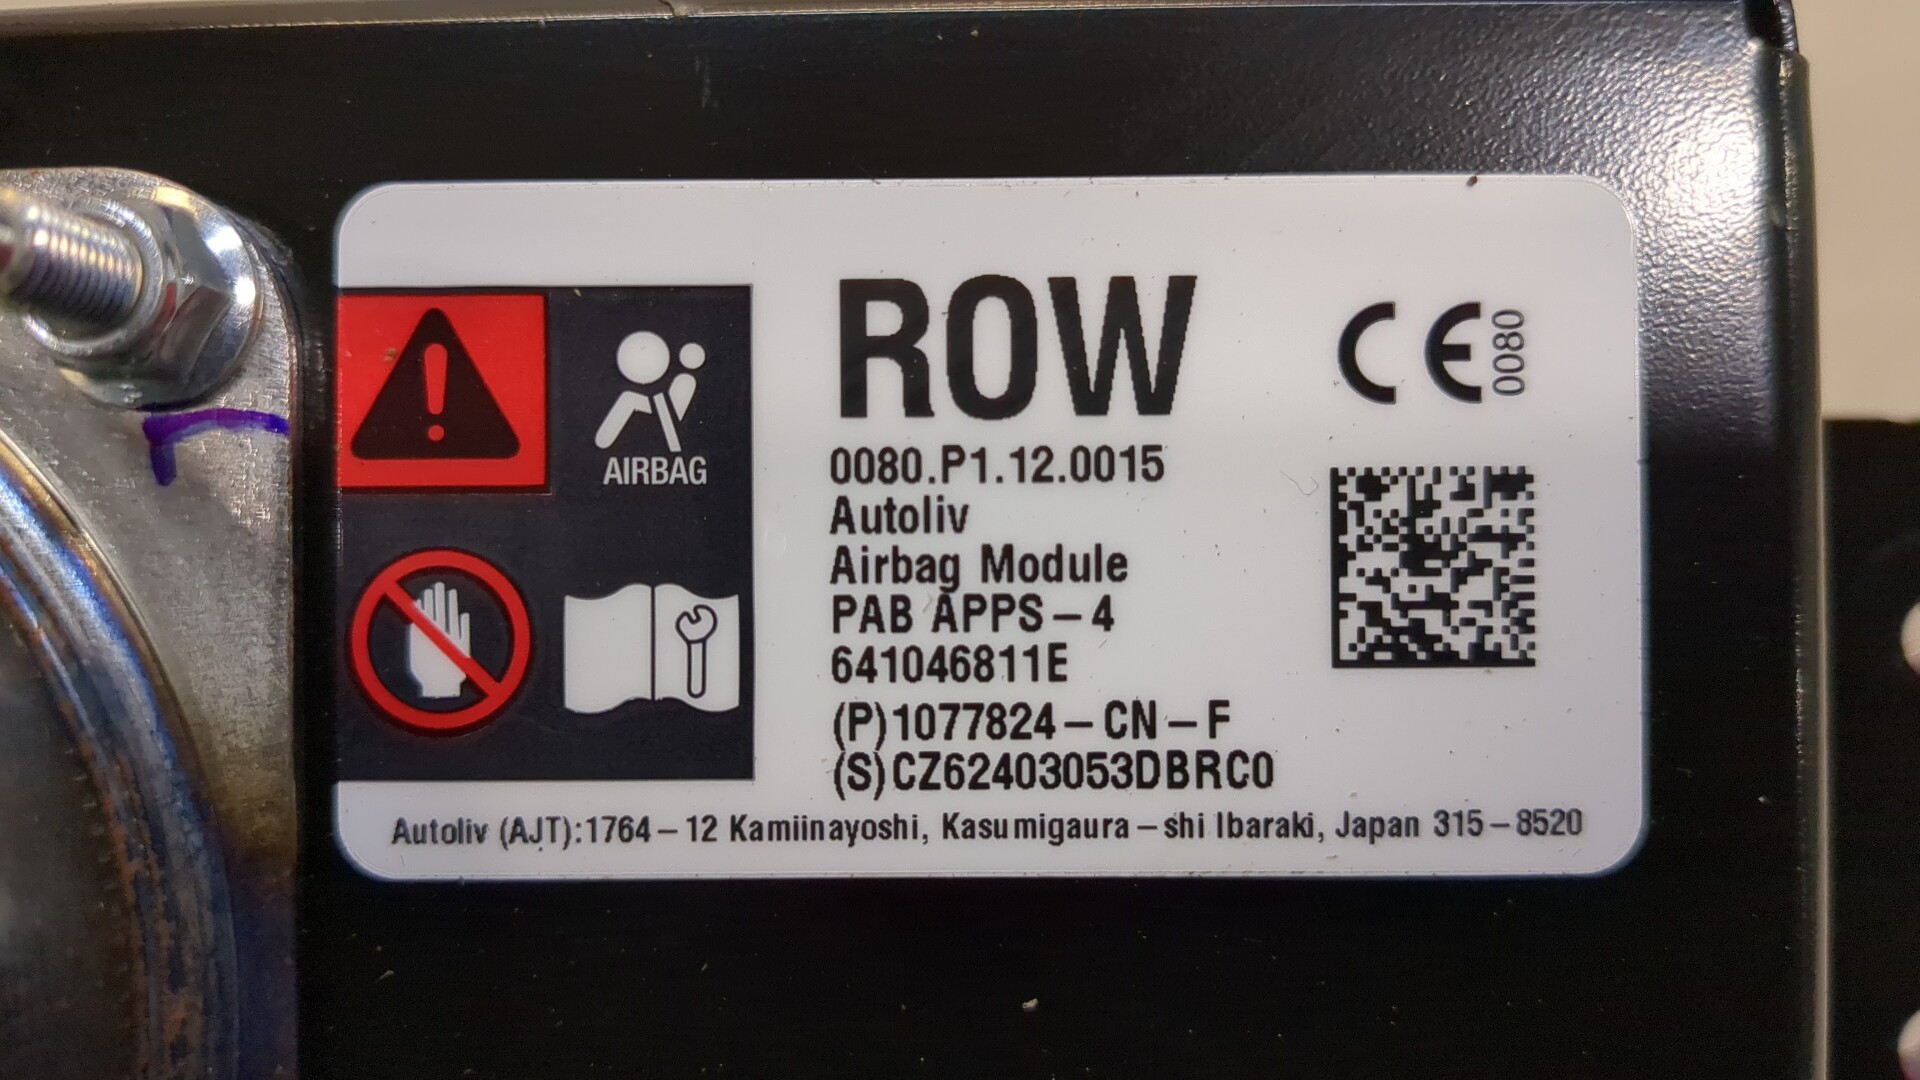 ROW
CE 0080
AIRBAG
0080.P1.12.0015
Autoliv
Airbag Module
PAB APPS-4
641046811E
(P)1077824-CN-F
(S)CZ62403053DBRC0
Autoliv (AJT):1764-12 Kamiinayoshi, Kasumigaura-shi Ibaraki, Japan 315-8520